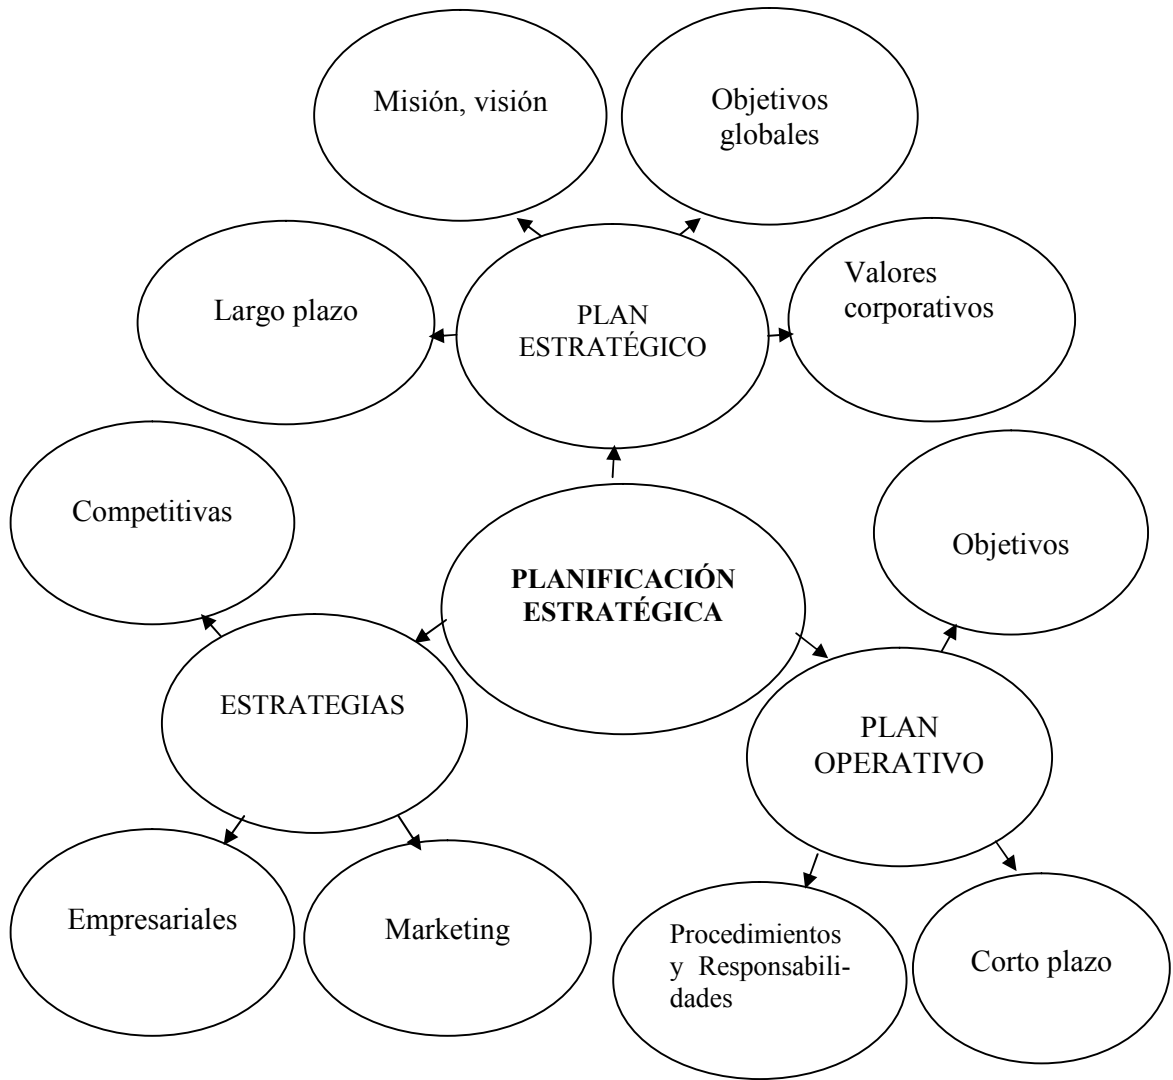 Misión, visión
Objetivos
globales
Largo plazo
PLAN
ESTRATÉGICO
Valores
corporativos
Competitivas
PLANIFICACIÓN
ESTRATÉGICA
Objetivos
ESTRATEGIAS
PLAN
OPERATIVO
Empresariales
Marketing
Procedimientos
y Responsabili-
dades
Corto plazo